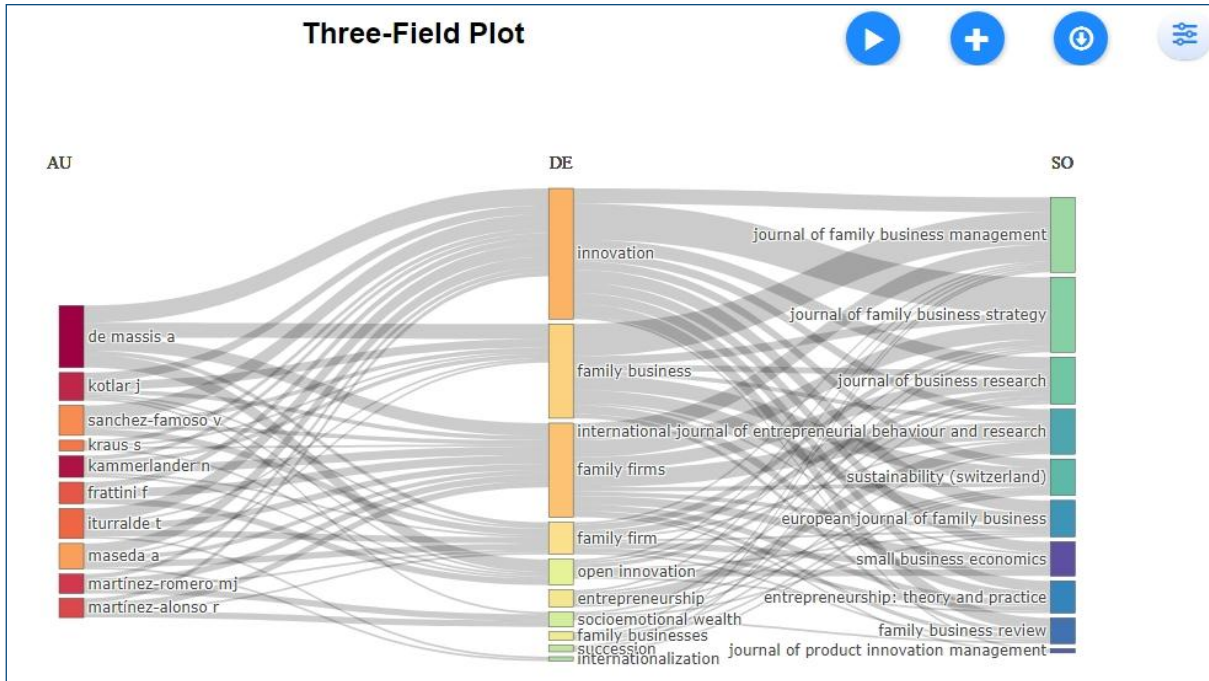 Three-Field Plot
AU
DE
SO
de massis a
kotlar j
sanchez-famoso v
kraus s
kammerlander n
frattini f
iturralde t
maseda a
martínez-romero mj
martínez-alonso r
innovation
family business
family firms
family firm
open innovation
entrepreneurship
socioemotional wealth
family businesses
succession
internationalization
journal of family business management
journal of family business strategy
journal of business research
international journal of entrepreneurial behaviour and research
sustainability (switzerland)
european journal of family business
small business economics
entrepreneurship: theory and practice
family business review
journal of product innovation management